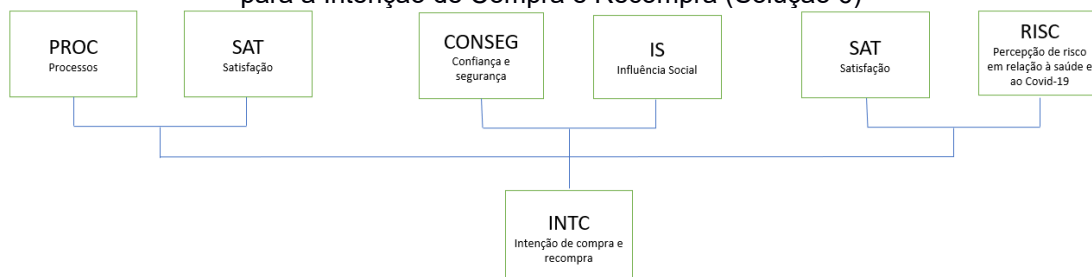 para a Intenção de Compra e Recompra (Solução 6)
PROC
Processos
SAT
Satisfação
CONSEG
Confiança e
segurança
IS
Influência Social
SAT
Satisfação
RISC
Percepção de risco
em relação à saúde e
ao Covid-19
INTC
Intenção de compra e
recompra